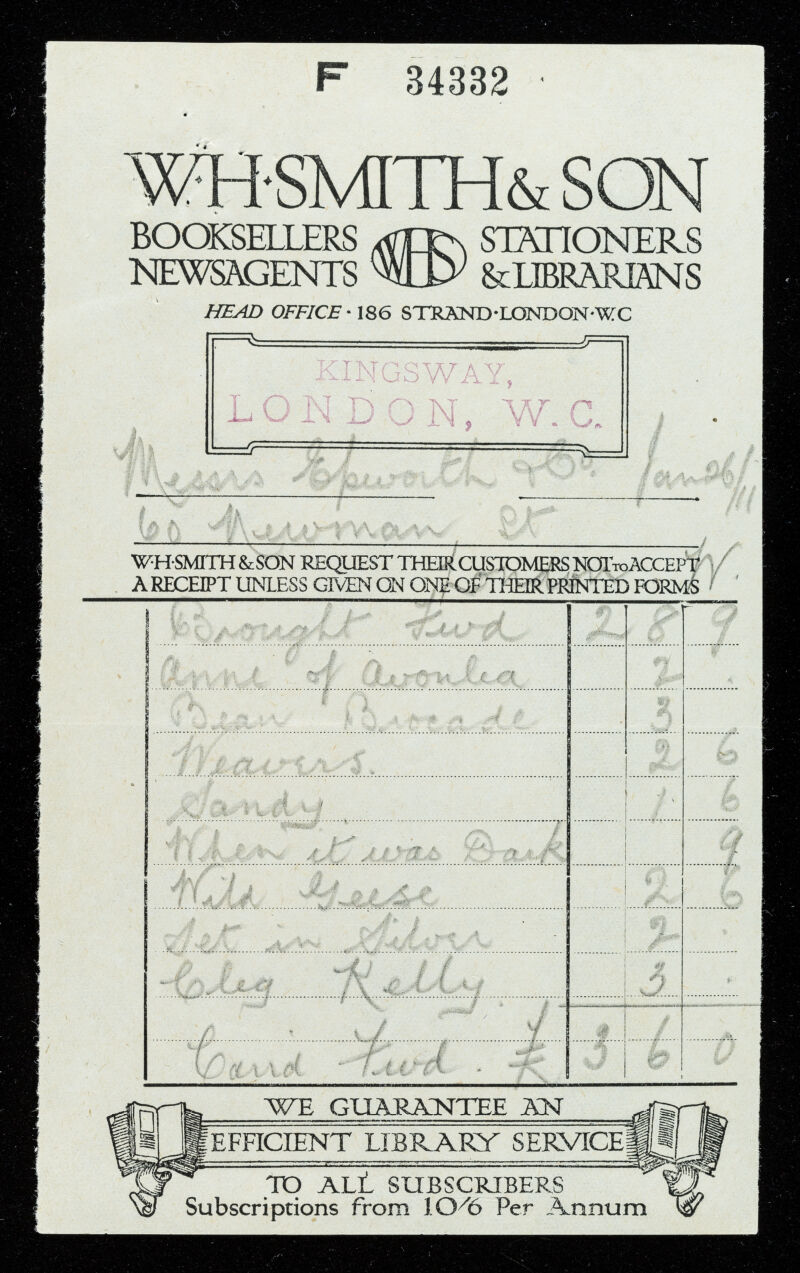 F 34332
W·H·SMITH & SON
BOOKSELLERS WHS STATIONERS
NEWSAGENTS & LIBRARIANS
HEAD OFFICE · 186 STRAND · LONDON · W.C
KINGSWAY,
LONDON, W.C.
Messrs Epworth & Co. Jan 26/11
60 Newman St
London W.
W·H·SMITH & SON REQUEST THEIR CUSTOMERS NOT TO ACCEPT
A RECEIPT UNLESS GIVEN ON ONE OF THEIR PRINTED FORMS
Brought Fwd 2 8 9
Anne of Avonlea 2 .
Beau Brocade 3
Weavers. 2 6
Sandy 1 6
When it was Dark 9
Wild Geese 2 6
Set in Silver 2 .
Cleg Kelly 3 .
Carrd Fwd. £ 3 6 0
WE GUARANTEE AN
EFFICIENT LIBRARY SERVICE
TO ALL SUBSCRIBERS
Subscriptions from 10/6 Per Annum